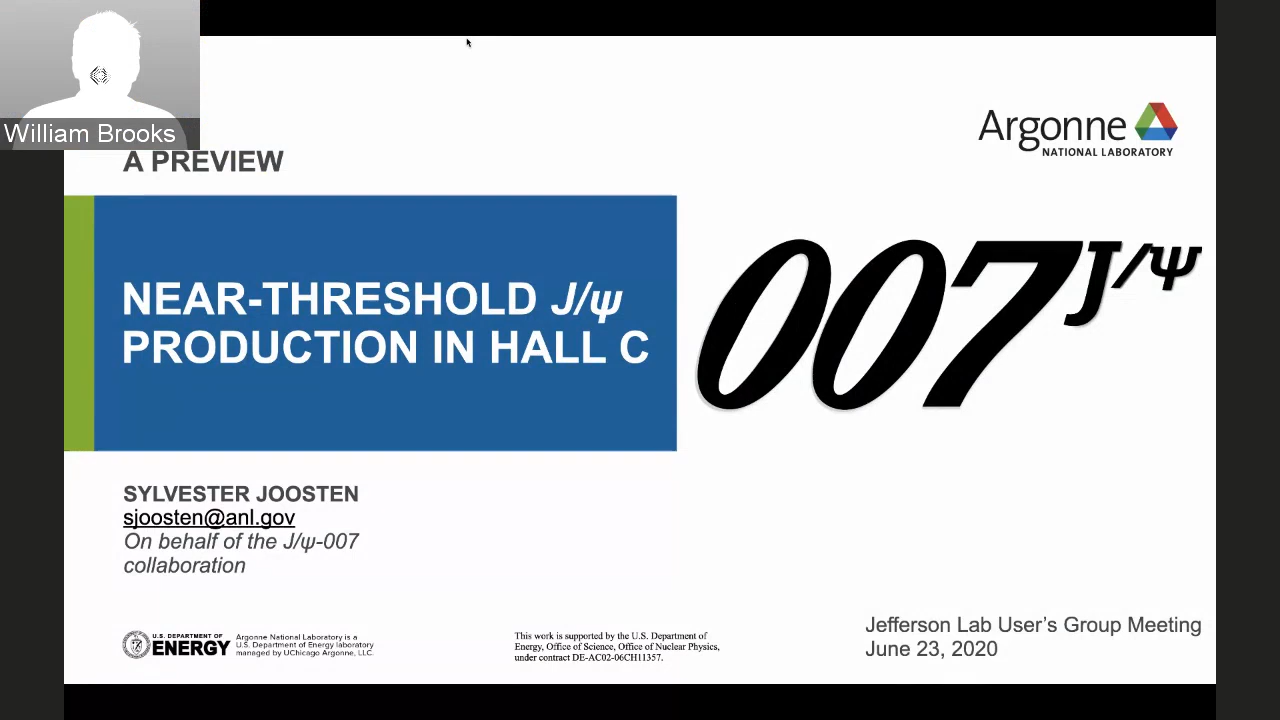 William Brooks
A PREVIEW
Argonne
NATIONAL LABORATORY
NEAR-THRESHOLD J/ψ
PRODUCTION IN HALL C
007 J/ψ
SYLVESTER JOOSTEN
sjoosten@anl.gov
On behalf of the J/ψ-007
collaboration
U.S. DEPARTMENT OF
ENERGY
Argonne National Laboratory is a
U.S. Department of Energy laboratory
managed by UChicago Argonne, LLC.
This work is supported by the U.S. Department of
Energy, Office of Science, Office of Nuclear Physics,
under contract DE-AC02-06CH11357.
Jefferson Lab User’s Group Meeting
June 23, 2020